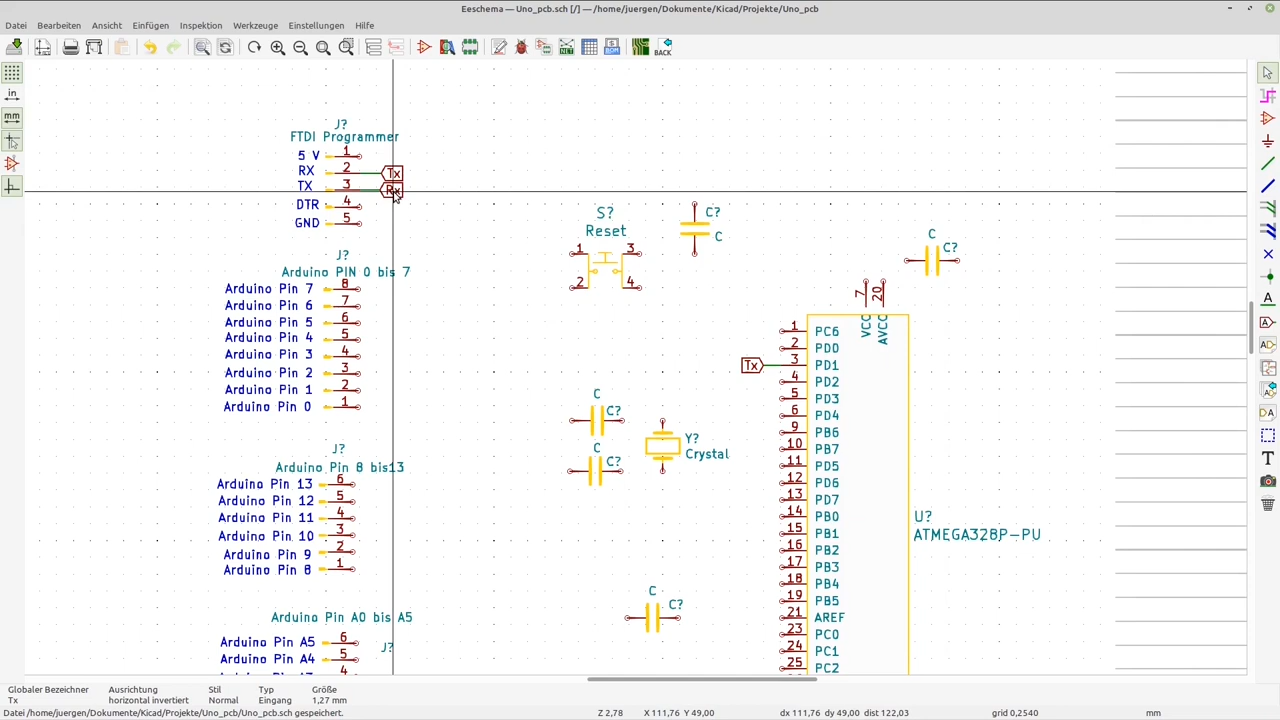 Eeschema — Uno_pcb.sch [/] — /home/juergen/Dokumente/Kicad/Projekte/Uno_pcb
Datei Bearbeiten Ansicht Einfügen Inspektion Werkzeuge Einstellungen Hilfe
BOM
BACK
in
mm
J?
FTDI Programmer
5 V 1
RX 2 Tx
TX 3 Rx
DTR 4
GND 5
J?
Arduino PIN 0 bis 7
Arduino Pin 7 8
Arduino Pin 6 7
Arduino Pin 5 6
Arduino Pin 4 5
Arduino Pin 3 4
Arduino Pin 2 3
Arduino Pin 1 2
Arduino Pin 0 1
J?
Arduino Pin 8 bis13
Arduino Pin 13 6
Arduino Pin 12 5
Arduino Pin 11 4
Arduino Pin 10 3
Arduino Pin 9 2
Arduino Pin 8 1
Arduino Pin A0 bis A5
Arduino Pin A5 6
J?
Arduino Pin A4 5
4
S?
Reset
1 3
2 4
C?
C
C
C?
C
C?
C
C?
Y?
Crystal
C
C?
7 20
VCC AVCC
1 PC6
2 PD0
Tx 3 PD1
4 PD2
5 PD3
6 PD4
9 PB6
10 PB7
11 PD5
12 PD6
13 PD7
14 PB0
15 PB1
16 PB2
17 PB3
18 PB4
19 PB5
21 AREF
23 PC0
24 PC1
25 PC2
U?
ATMEGA328P-PU
Globaler Bezeichner Ausrichtung Stil Typ Größe
Tx horizontal invertiert Normal Eingang 1,27 mm
Datei /home/juergen/Dokumente/Kicad/Projekte/Uno_pcb/Uno_pcb.sch gespeichert. Z 2,78 X 111,76 Y 49,00 dx 111,76 dy 49,00 dist 122,03 grid 0,2540 mm